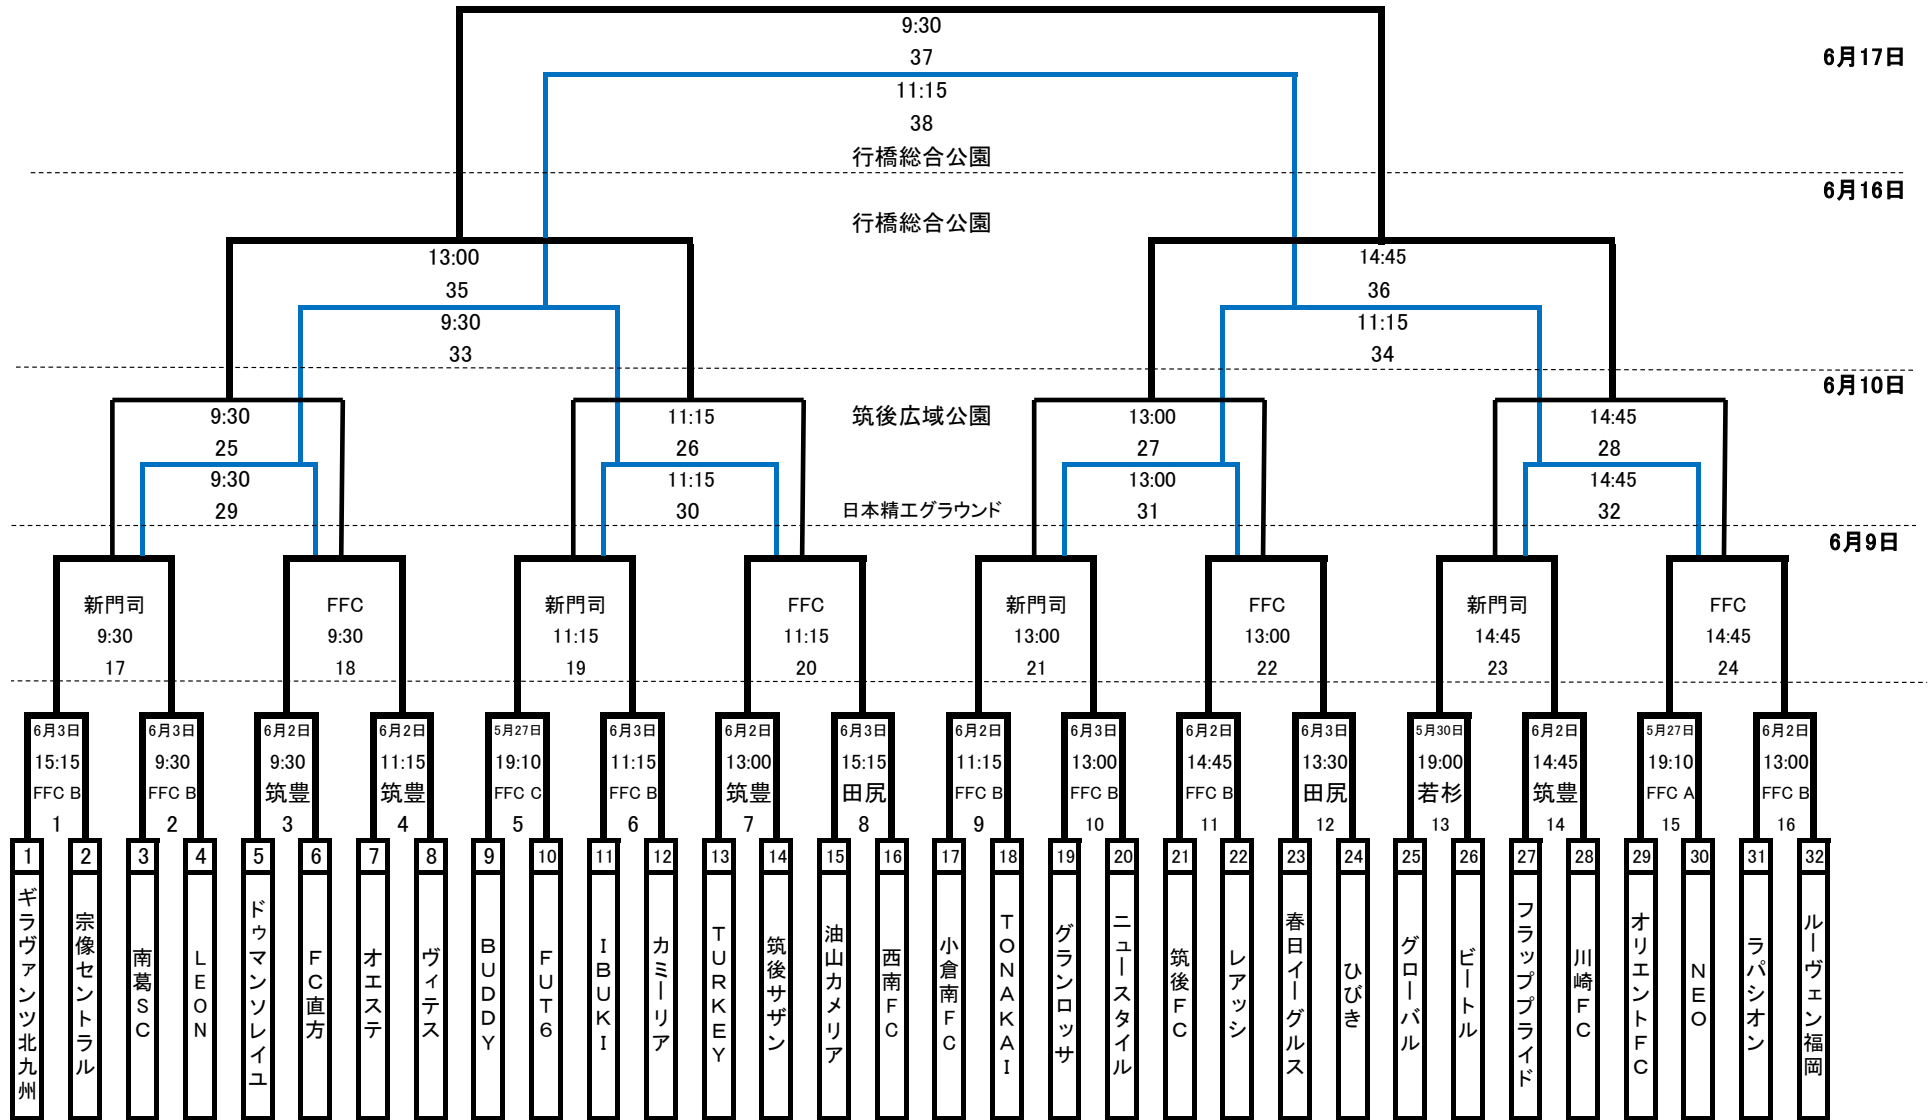 9:30
37
6月17日
11:15
38
行橋総合公園
6月16日
行橋総合公園
13:00
14:45
35
36
9:30
11:15
33
34
6月10日
9:30
11:15
筑後広域公園
13:00
14:45
25
26
27
28
9:30
11:15
13:00
14:45
29
30
日本精工グラウンド
31
32
6月9日
新門司
FFC
新門司
FFC
新門司
FFC
新門司
FFC
9:30
9:30
11:15
11:15
13:00
13:00
14:45
14:45
17
18
19
20
21
22
23
24
6月3日
6月3日
6月2日
6月2日
5月27日
6月3日
6月2日
6月3日
6月2日
6月3日
6月2日
6月3日
5月30日
6月2日
5月27日
6月2日
15:15
9:30
9:30
11:15
19:10
11:15
13:00
15:15
11:15
13:00
14:45
13:30
19:00
14:45
19:10
13:00
FFC B
FFC B
筑豊
筑豊
FFC C
FFC B
筑豊
田尻
FFC B
FFC B
FFC B
田尻
若杉
筑豊
FFC A
FFC B
1
2
3
4
5
6
7
8
9
10
11
12
13
14
15
16
1
2
3
4
5
6
7
8
9
10
11
12
13
14
15
16
17
18
19
20
21
22
23
24
25
26
27
28
29
30
31
32
ギラヴァンツ北九州
宗像セントラル
南葛SC
LEON
ドゥマンソレイユ
FC直方
オエステ
ヴィテス
BUDDY
FUT6
IBUKI
カミーリア
TURKEY
筑後サザン
油山カメリア
西南FC
小倉南FC
TONAKAI
グランロッサ
ニュースタイル
筑後FC
レアッシ
春日イーグルス
ひびき
グローバル
ビートル
フラッププライド
川崎FC
オリエントFC
NEO
ラパシオン
ルーヴェン福岡